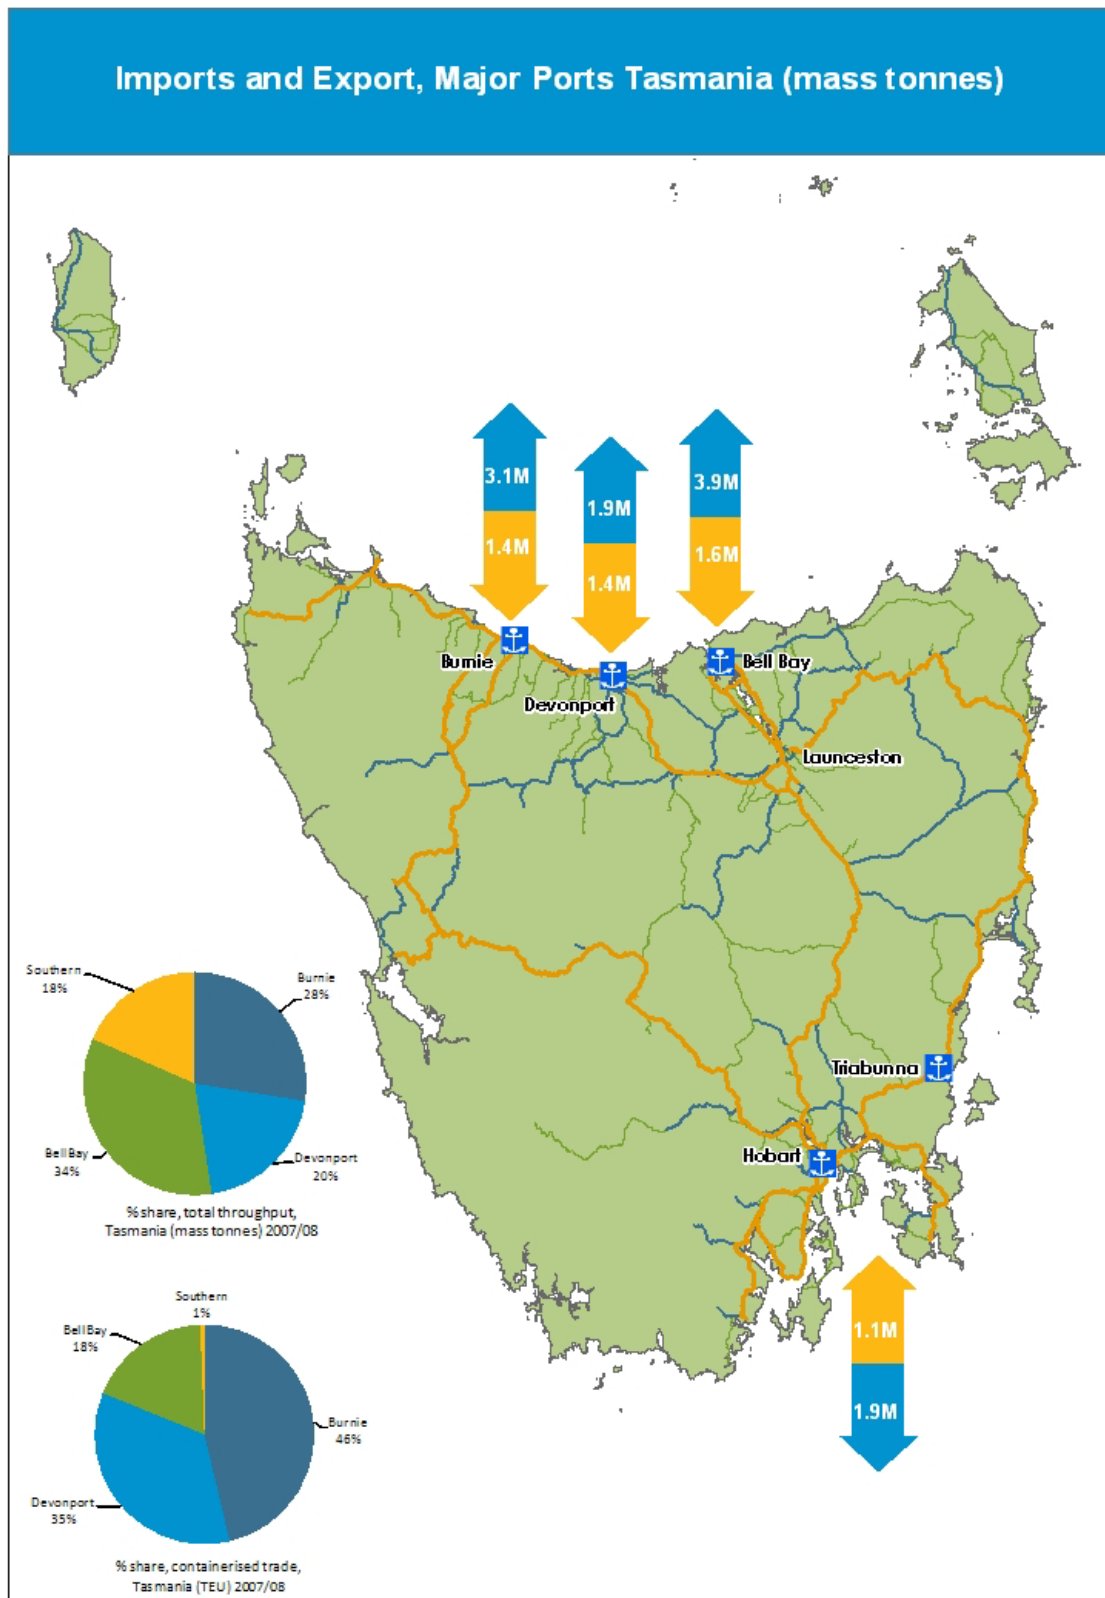 Imports and Export, Major Ports Tasmania (mass tonnes)
3.1M
1.9M
3.9M
1.4M
1.4M
1.6M
Burnie
Devonport
Bell Bay
Launceston
Triabunna
Hobart
1.1M
1.9M
Southern
18%
Burnie
28%
Bell Bay
34%
Devonport
20%
% share, total throughput,
Tasmania (mass tonnes) 2007/08
Southern
1%
Bell Bay
18%
Burnie
46%
Devonport
35%
% share, containerised trade,
Tasmania (TEU) 2007/08